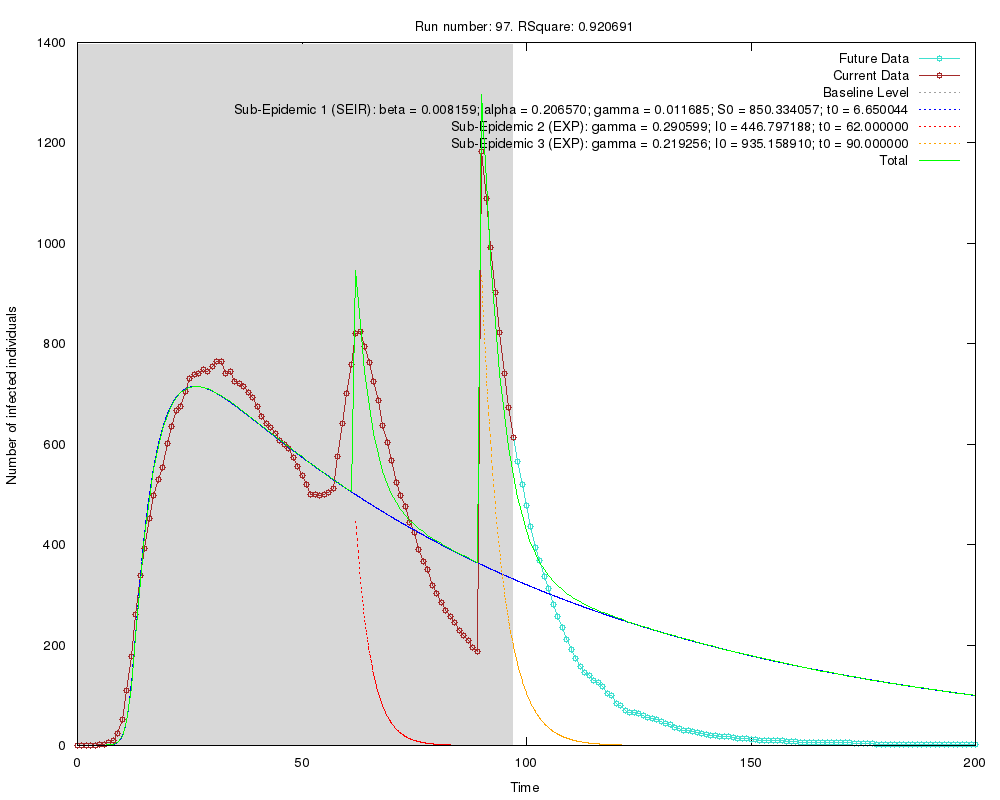 Run number: 97. RSquare: 0.920691
1400
1200
1000
800
600
400
200
0
Number of infected individuals
Future Data
Current Data
Baseline Level
Sub-Epidemic 1 (SEIR): beta = 0.008159; alpha = 0.206570; gamma = 0.011685; S0 = 850.334057; t0 = 6.650044
Sub-Epidemic 2 (EXP): gamma = 0.290599; I0 = 446.797188; t0 = 62.000000
Sub-Epidemic 3 (EXP): gamma = 0.219256; I0 = 935.158910; t0 = 90.000000
Total
0 50 100 150 200
Time